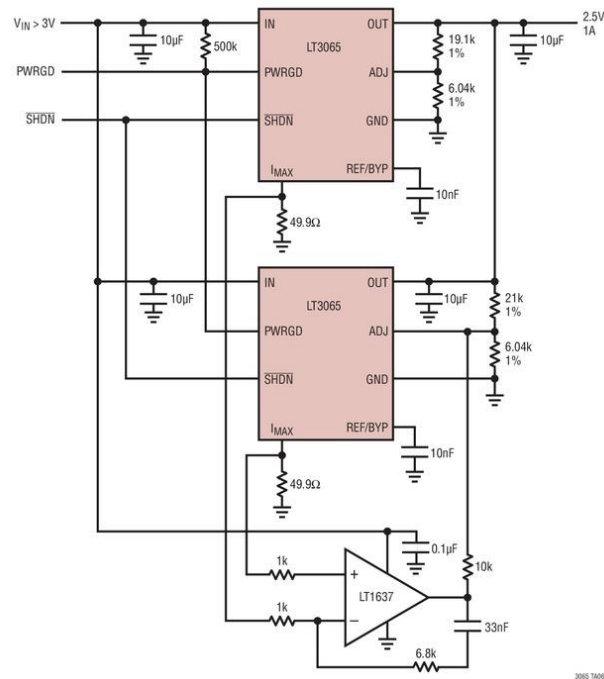 VIN > 3V
10µF
500k
IN
OUT
LT3065
19.1k
1%
10µF
2.5V
1A
PWRGD
PWRGD
ADJ
6.04k
1%
SHDN
SHDN
GND
IMAX
REF/BYP
10nF
49.9Ω
10µF
IN
OUT
LT3065
10µF
21k
1%
PWRGD
ADJ
6.04k
1%
SHDN
GND
IMAX
REF/BYP
10nF
49.9Ω
0.1µF
1k
+
LT1637
10k
1k
–
33nF
6.8k
3065 TA06